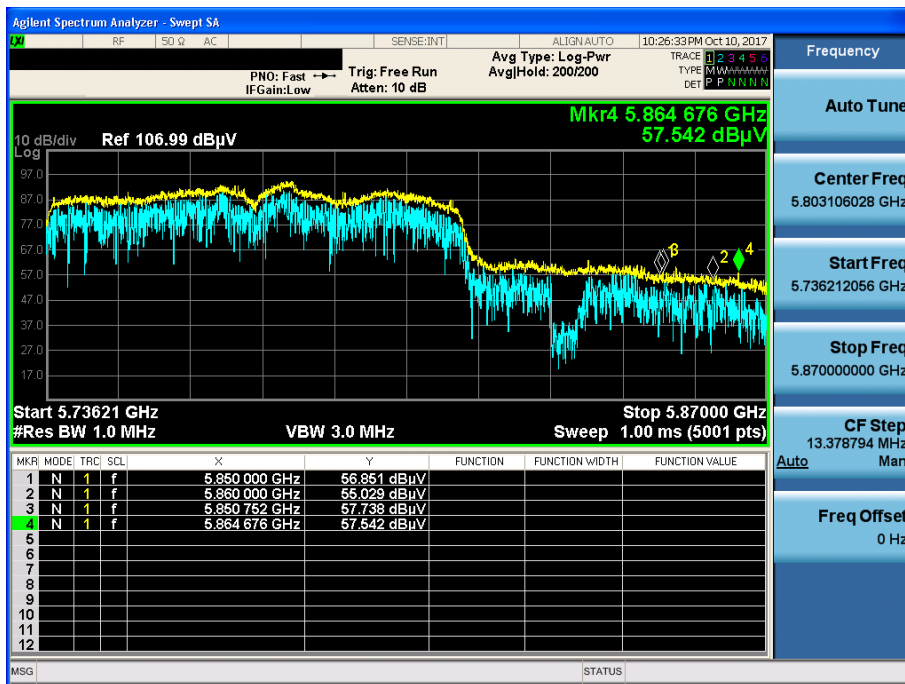 Agilent Spectrum Analyzer - Swept SA
LXI RF 50 Ω AC SENSE:INT ALIGN AUTO 10:26:33 PM Oct 10, 2017
Frequency
PNO: Fast Trig: Free Run Avg Type: Log-Pwr TRACE 1 2 3 4 5 6
IFGain:Low Atten: 10 dB Avg|Hold: 200/200 TYPE M W W W W W
DET P P N N N N
Auto Tune
Mkr4 5.864 676 GHz
57.542 dBµV
10 dB/div Ref 106.99 dBµV
Log
97.0
87.0
77.0
67.0
57.0
47.0
37.0
27.0
17.0
3
2
4
Center Freq
5.803106028 GHz
Start Freq
5.736212056 GHz
Stop Freq
5.870000000 GHz
Start 5.73621 GHz Stop 5.87000 GHz
#Res BW 1.0 MHz VBW 3.0 MHz Sweep 1.00 ms (5001 pts)
CF Step
13.378794 MHz
Auto Man
Freq Offset
0 Hz
MKR MODE TRC SCL X Y FUNCTION FUNCTION WIDTH FUNCTION VALUE
1 N 1 f 5.850 000 GHz 56.851 dBµV
2 N 1 f 5.860 000 GHz 55.029 dBµV
3 N 1 f 5.850 752 GHz 57.738 dBµV
4 N 1 f 5.864 676 GHz 57.542 dBµV
5
6
7
8
9
10
11
12
MSG STATUS